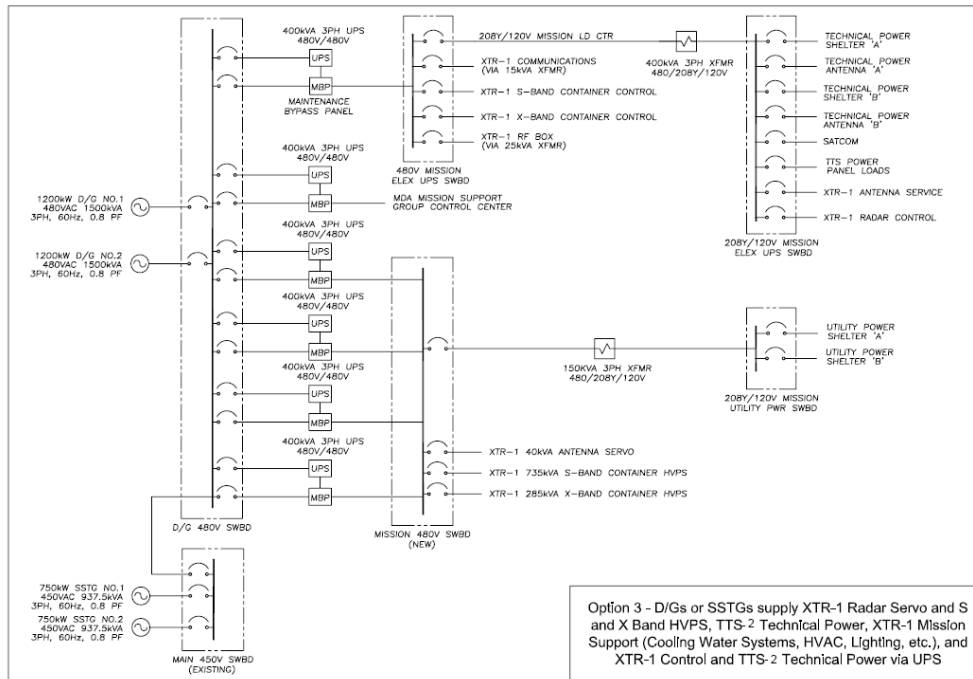 400kVA 3PH UPS
480V/480V
UPS
MBP
MAINTENANCE
BYPASS PANEL
400kVA 3PH UPS
480V/480V
UPS
MBP
MDA MISSION SUPPORT
GROUP CONTROL CENTER
400kVA 3PH UPS
480V/480V
UPS
MBP
400kVA 3PH UPS
480V/480V
UPS
MBP
400kVA 3PH UPS
480V/480V
UPS
MBP
400kVA 3PH UPS
480V/480V
UPS
MBP
1200kW D/G NO.1
480VAC 1500kVA
3PH, 60Hz, 0.8 PF
1200kW D/G NO.2
480VAC 1500kVA
3PH, 60Hz, 0.8 PF
D/G 480V SWBD
750kW SSTG NO.1
450VAC 937.5kVA
3PH, 60Hz, 0.8 PF
750kW SSTG NO.2
450VAC 937.5kVA
3PH, 60Hz, 0.8 PF
MAIN 450V SWBD
(EXISTING)
208Y/120V MISSION LD CTR
XTR-1 COMMUNICATIONS
(VIA 15kVA XFMR)
XTR-1 S-BAND CONTAINER CONTROL
XTR-1 X-BAND CONTAINER CONTROL
XTR-1 RF BOX
(VIA 25kVA XFMR)
480V MISSION
ELEX UPS SWBD
400kVA 3PH XFMR
480/208Y/120V
TECHNICAL POWER
SHELTER 'A'
TECHNICAL POWER
ANTENNA 'A'
TECHNICAL POWER
SHELTER 'B'
TECHNICAL POWER
ANTENNA 'B'
SATCOM
TTS POWER
PANEL LOADS
XTR-1 ANTENNA SERVICE
XTR-1 RADAR CONTROL
208Y/120V MISSION
ELEX UPS SWBD
150KVA 3PH XFMR
480/208Y/120V
UTILITY POWER
SHELTER 'A'
UTILITY POWER
SHELTER 'B'
208Y/120V MISSION
UTILITY PWR SWBD
XTR-1 40kVA ANTENNA SERVO
XTR-1 735kVA S-BAND CONTAINER HVPS
XTR-1 285kVA X-BAND CONTAINER HVPS
MISSION 480V SWBD
(NEW)
Option 3 - D/Gs or SSTGs supply XTR-1 Radar Servo and S
and X Band HVPS, TTS-2 Technical Power, XTR-1 Mission
Support (Cooling Water Systems, HVAC, Lighting, etc.), and
XTR-1 Control and TTS-2 Technical Power via UPS